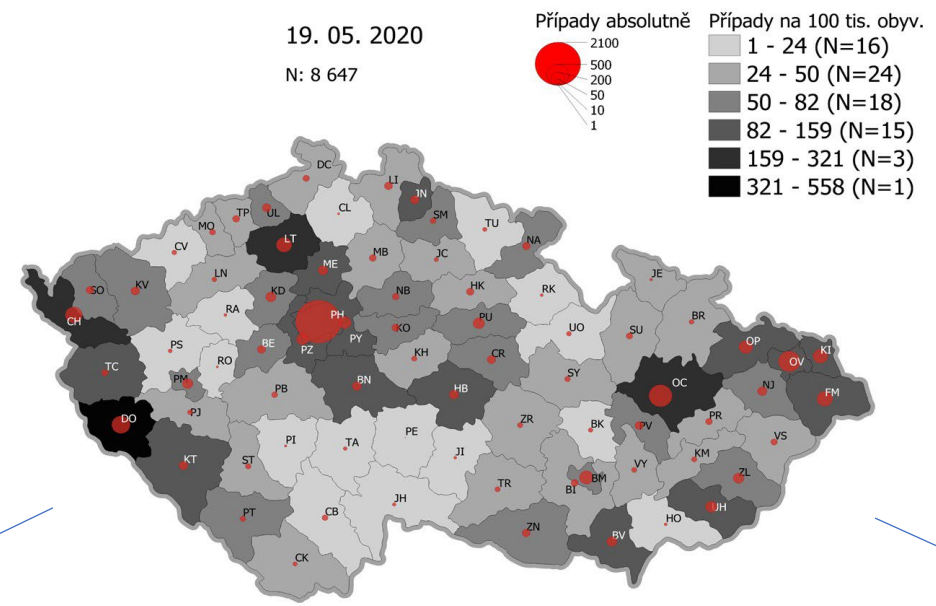 19. 05. 2020
N: 8 647
Případy absolutně
2100
500
200
50
10
1
Případy na 100 tis. obyv.
1 - 24 (N=16)
24 - 50 (N=24)
50 - 82 (N=18)
82 - 159 (N=15)
159 - 321 (N=3)
321 - 558 (N=1)
DC
LI
JN
TP
UL
CL
SM
TU
MO
LT
NA
CV
ME
MB
JC
SO
KV
LN
KD
NB
HK
RK
JE
CH
RA
PH
PU
BR
KO
UO
SU
PS
PZ
PY
OP
KI
TC
RO
BE
KH
CR
OV
PM
BN
HB
SY
OC
NJ
FM
PB
DO
PJ
ZR
BK
PV
PR
VS
PI
TA
PE
JI
KT
ST
KM
VY
ZL
BI
BM
TR
JH
UH
PT
CB
HO
ZN
BV
CK